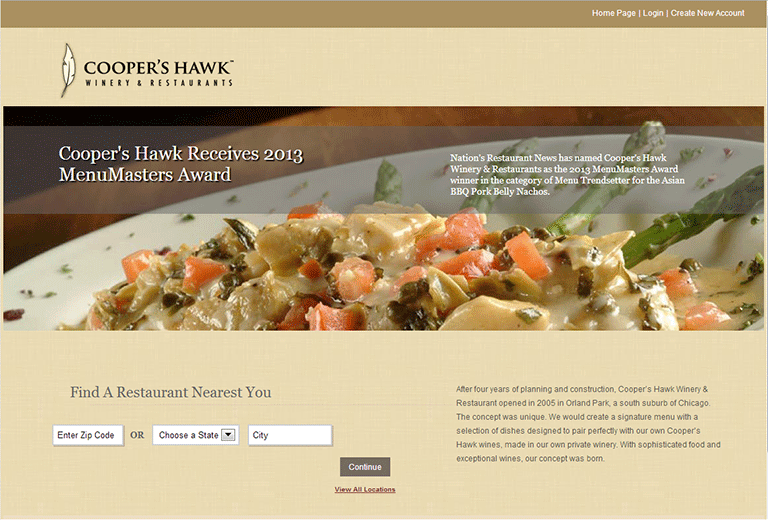 Home Page | Login | Create New Account
COOPER'S HAWK™
WINERY & RESTAURANTS
Cooper's Hawk Receives 2013
MenuMasters Award
Nation's Restaurant News has named Cooper's Hawk
Winery & Restaurants as the 2013 MenuMasters Award
winner in the category of Menu Trendsetter for the Asian
BBQ Pork Belly Nachos.
Find A Restaurant Nearest You
Enter Zip Code OR Choose a State City
Continue
View All Locations
After four years of planning and construction, Cooper's Hawk Winery &
Restaurant opened in 2005 in Orland Park, a south suburb of Chicago.
The concept was unique. We would create a signature menu with a
selection of dishes designed to pair perfectly with our own Cooper's
Hawk wines, made in our own private winery. With sophisticated food and
exceptional wines, our concept was born.